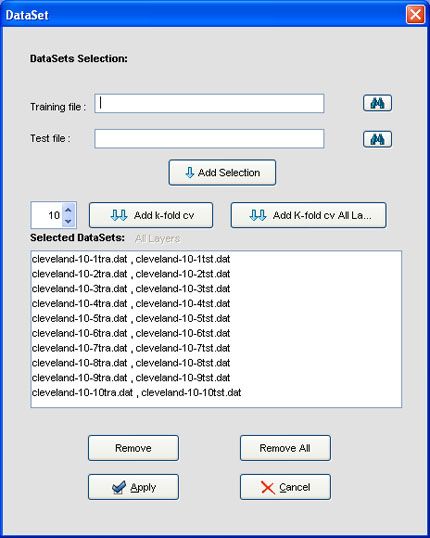 DataSet
DataSets Selection:
Training file :
Test file :
Add Selection
10 Add k-fold cv Add K-fold cv All La...
Selected DataSets: All Layers
cleveland-10-1tra.dat , cleveland-10-1tst.dat
cleveland-10-2tra.dat , cleveland-10-2tst.dat
cleveland-10-3tra.dat , cleveland-10-3tst.dat
cleveland-10-4tra.dat , cleveland-10-4tst.dat
cleveland-10-5tra.dat , cleveland-10-5tst.dat
cleveland-10-6tra.dat , cleveland-10-6tst.dat
cleveland-10-7tra.dat , cleveland-10-7tst.dat
cleveland-10-8tra.dat , cleveland-10-8tst.dat
cleveland-10-9tra.dat , cleveland-10-9tst.dat
cleveland-10-10tra.dat , cleveland-10-10tst.dat
Remove Remove All
Apply Cancel